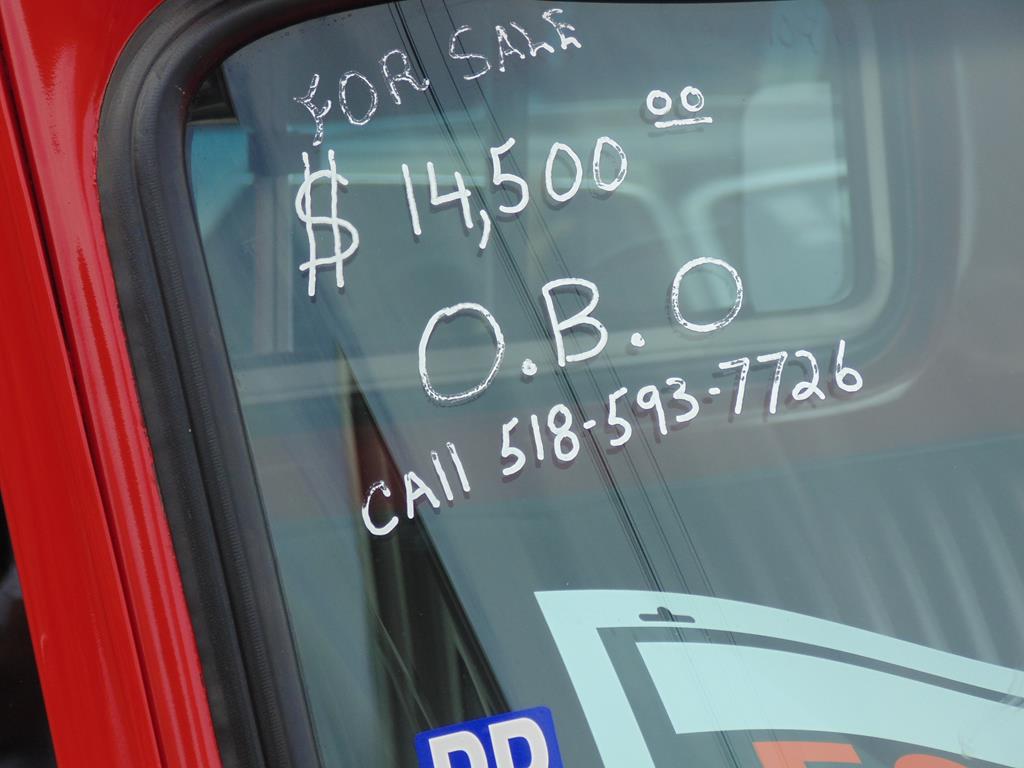 FOR SALE
$ 14,500 00
O.B.O
CAll 518-593-7726